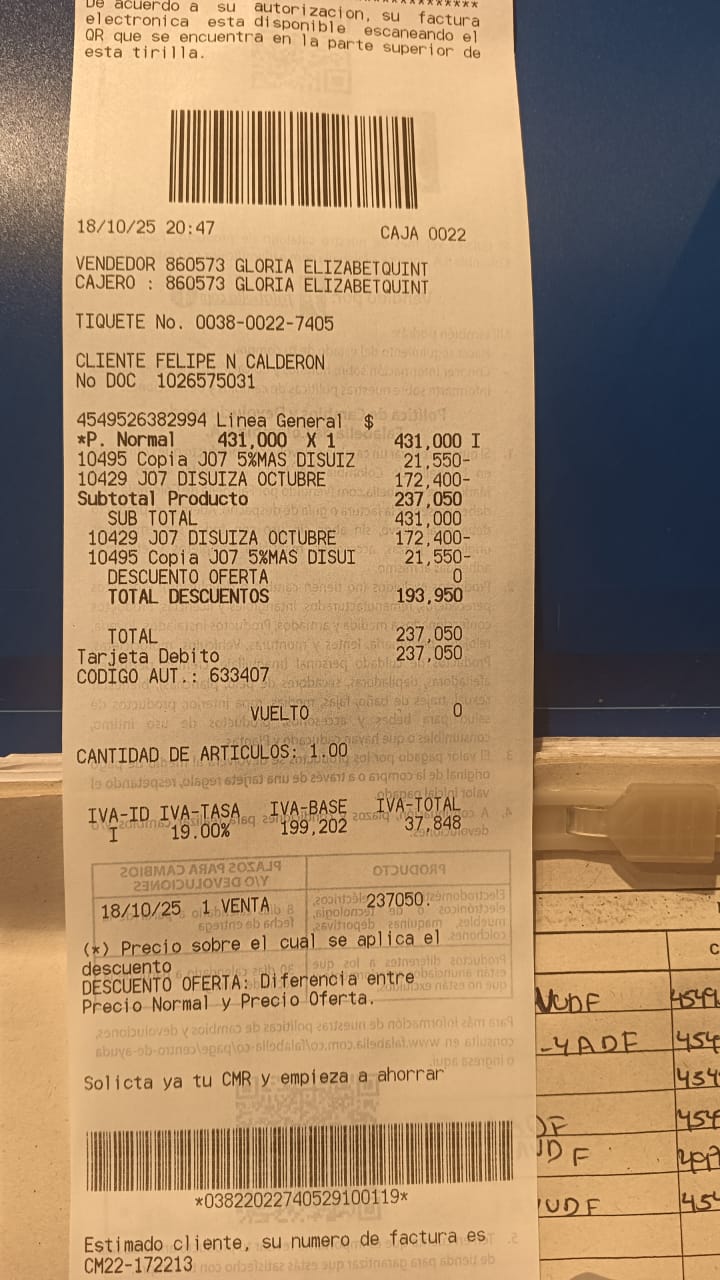 De acuerdo a su autorizacion, su factura
electronica esta disponible escaneando el
QR que se encuentra en la parte superior de
esta tirilla.
18/10/25 20:47 CAJA 0022
VENDEDOR 860573 GLORIA ELIZABETQUINT
CAJERO : 860573 GLORIA ELIZABETQUINT
TIQUETE No. 0038-0022-7405
CLIENTE FELIPE N CALDERON
No DOC 1026575031
4549526382994 Linea General $
*P. Normal 431,000 X 1 431,000 I
10495 Copia J07 5%MAS DISUIZ 21,550-
10429 J07 DISUIZA OCTUBRE 172,400-
Subtotal Producto 237,050
SUB TOTAL 431,000
10429 J07 DISUIZA OCTUBRE 172,400-
10495 Copia J07 5%MAS DISUI 21,550-
DESCUENTO OFERTA 0
TOTAL DESCUENTOS 193,950
TOTAL 237,050
Tarjeta Debito 237,050
CODIGO AUT.: 633407
VUELTO 0
CANTIDAD DE ARTICULOS: 1.00
IVA-ID IVA-TASA IVA-BASE IVA-TOTAL
I 19.00% 199,202 37,848
18/10/25 1 VENTA 237050.
(*) Precio sobre el cual se aplica el
descuento
DESCUENTO OFERTA: Diferencia entre
Precio Normal y Precio Oferta.
Solicta ya tu CMR y empieza a ahorrar
*03822022740529100119*
Estimado cliente, su numero de factura es
CM22-172213